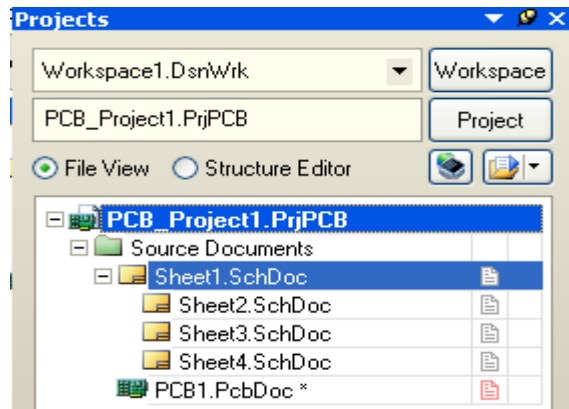 Projects
Workspace1.DsnWrk Workspace
PCB_Project1.PrjPCB Project
File View Structure Editor
PCB_Project1.PrjPCB
Source Documents
Sheet1.SchDoc
Sheet2.SchDoc
Sheet3.SchDoc
Sheet4.SchDoc
PCB1.PcbDoc *